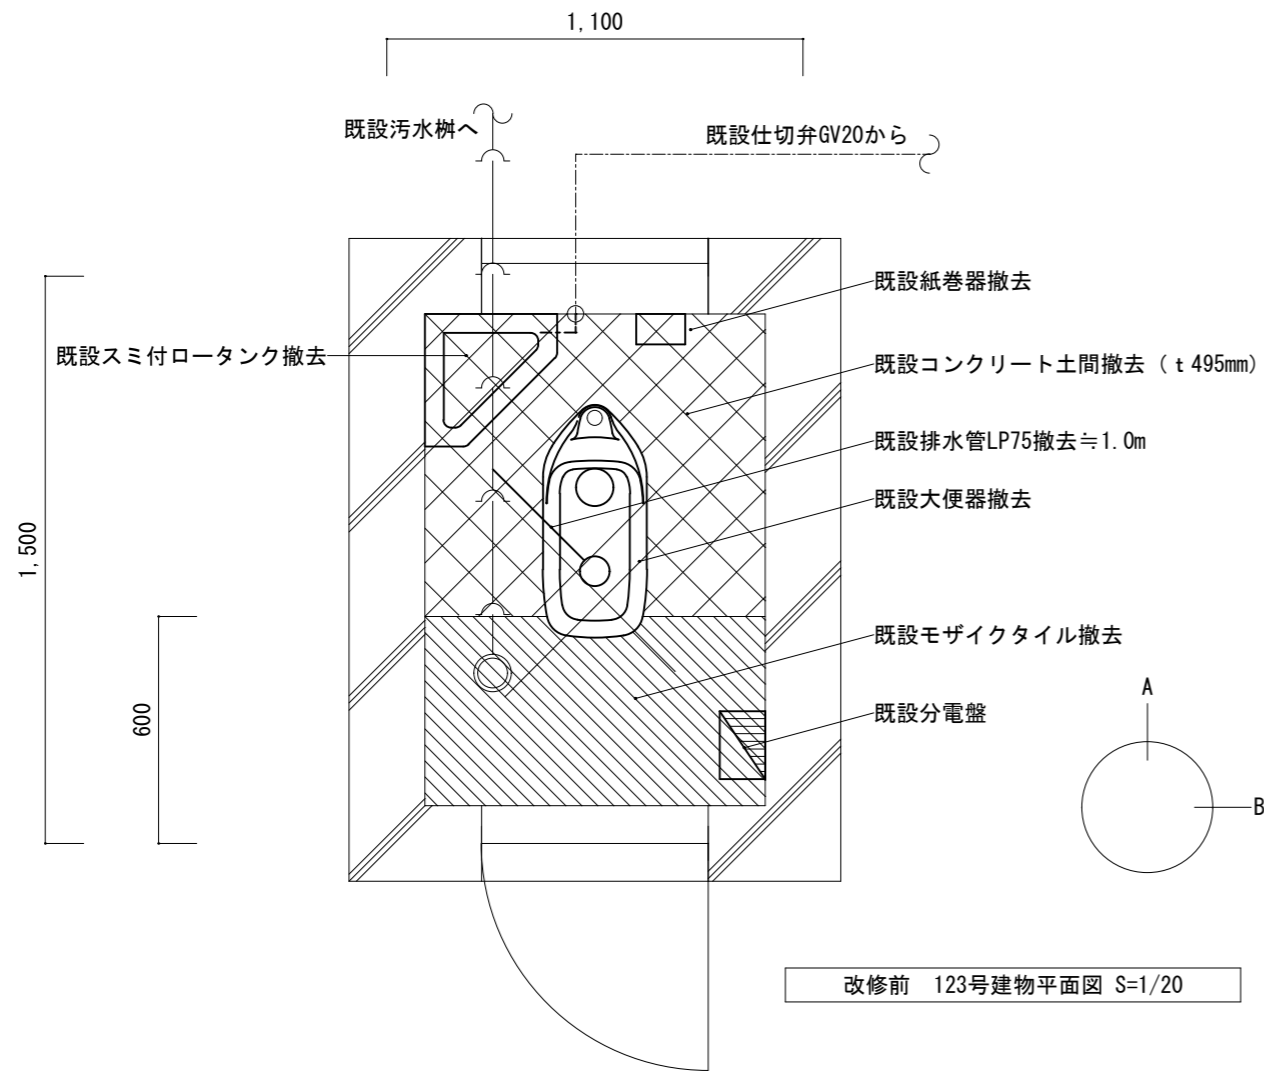 1,100
既設汚水桝へ
既設仕切弁GV20から
既設紙巻器撤去
既設スミ付ロータンク撤去
既設コンクリート土間撤去（ｔ495mm）
既設排水管LP75撤去≒1.0m
既設大便器撤去
1,500
既設モザイクタイル撤去
600
既設分電盤
A
B
改修前　123号建物平面図 S=1/20